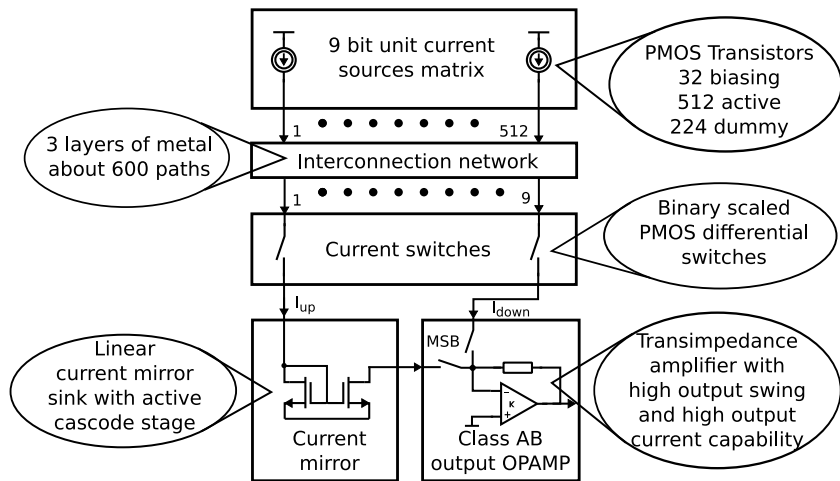 9 bit unit current
sources matrix
PMOS Transistors
32 biasing
512 active
224 dummy
1
512
3 layers of metal
about 600 paths
Interconnection network
1
9
Current switches
Binary scaled
PMOS differential
switches
Iup
Idown
MSB
Linear
current mirror
sink with active
cascode stage
Current
mirror
− K +
Class AB
output OPAMP
Transimpedance
amplifier with
high output swing
and high output
current capability